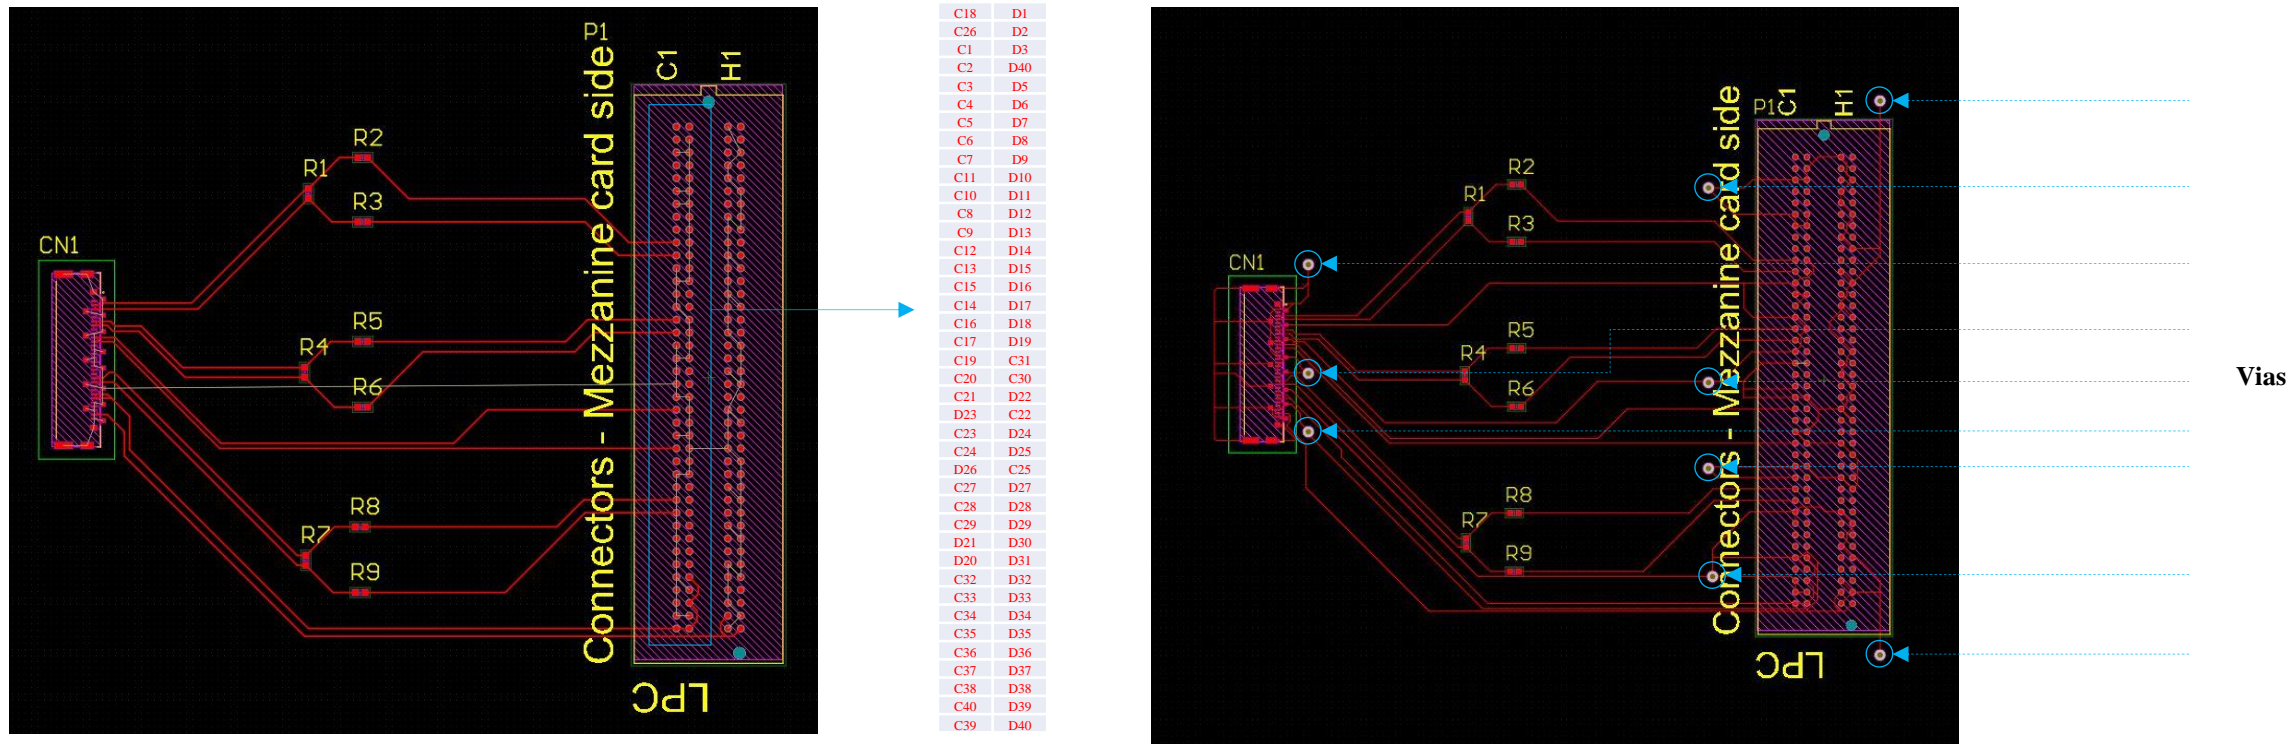 P1
C1
H1
Connectors - Mezzanine card side
R2
R1
R3
CN1
R5
R4
R6
R8
R7
R9
LPC
C18 D1
C26 D2
C1 D3
C2 D40
C3 D5
C4 D6
C5 D7
C6 D8
C7 D9
C11 D10
C10 D11
C8 D12
C9 D13
C12 D14
C13 D15
C15 D16
C14 D17
C16 D18
C17 D19
C19 C31
C20 C30
C21 D22
D23 C22
C23 D24
C24 D25
D26 C25
C27 D27
C28 D28
C29 D29
D21 D30
D20 D31
C32 D32
C33 D33
C34 D34
C35 D35
C36 D36
C37 D37
C38 D38
C40 D39
C39 D40
P1
C1
H1
Connectors - Mezzanine card side
R2
R1
R3
CN1
R5
R4
R6
R8
R7
R9
LPC
Vias